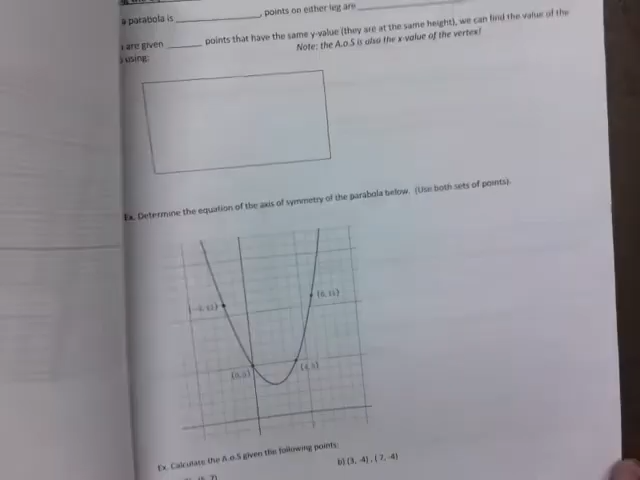 a parabola is ____________, points on either leg are
are given ______ points that have the same y-value (they are at the same height), we can find the value of the
using:
Note: the A.o.S is also the x-value of the vertex!
Ex. Determine the equation of the axis of symmetry of the parabola below. (Use both sets of points).
(6, 11)
(0, 5)
(4, 5)
Ex. Calculate the A.o.S given the following points:
b) (3, -4) , ( 7, -4)